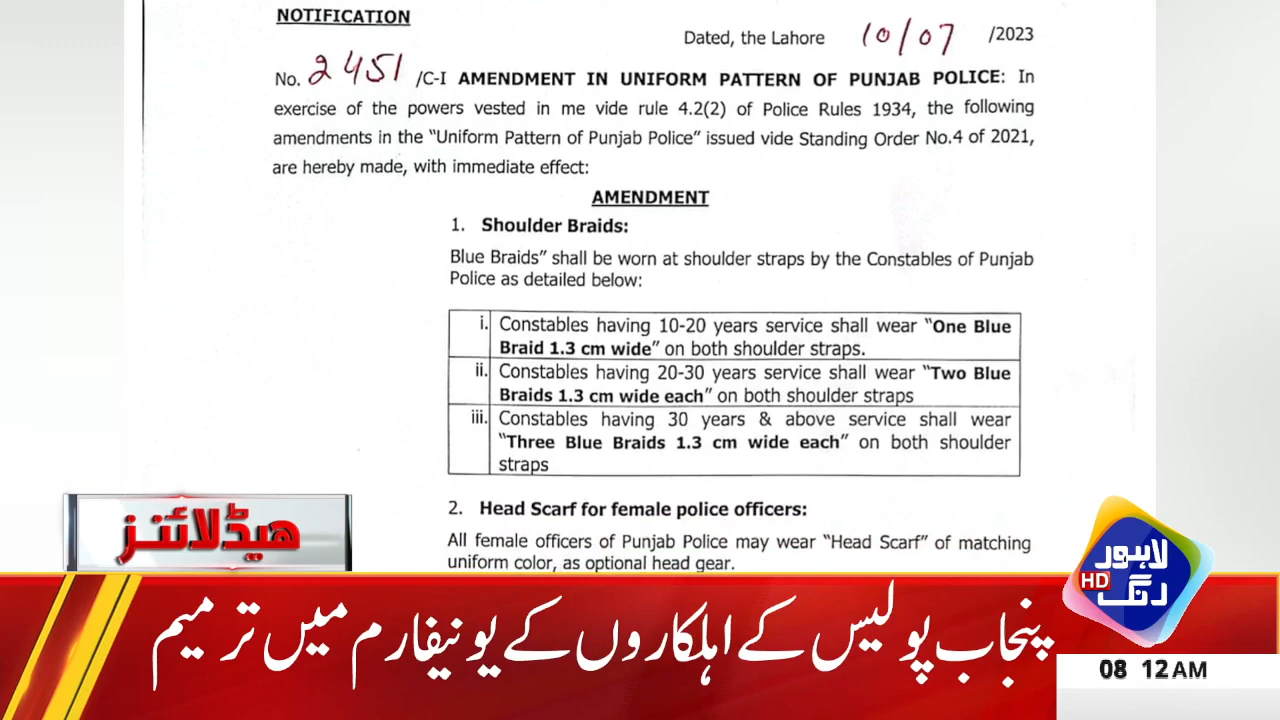 NOTIFICATION
Dated, the Lahore 10/07 /2023
No. 2451 /C-I AMENDMENT IN UNIFORM PATTERN OF PUNJAB POLICE: In
exercise of the powers vested in me vide rule 4.2(2) of Police Rules 1934, the following
amendments in the "Uniform Pattern of Punjab Police" issued vide Standing Order No.4 of 2021,
are hereby made, with immediate effect:
AMENDMENT
1. Shoulder Braids:
Blue Braids" shall be worn at shoulder straps by the Constables of Punjab
Police as detailed below:
i. Constables having 10-20 years service shall wear "One Blue
Braid 1.3 cm wide" on both shoulder straps.
ii. Constables having 20-30 years service shall wear "Two Blue
Braids 1.3 cm wide each" on both shoulder straps
iii. Constables having 30 years & above service shall wear
"Three Blue Braids 1.3 cm wide each" on both shoulder
straps
2. Head Scarf for female police officers:
All female officers of Punjab Police may wear "Head Scarf" of matching
uniform color, as optional head gear.
ہیڈلائنز
لاہور
رنگ HD
پنجاب پولیس کے اہلکاروں کے یونیفارم میں ترمیم
08 12 AM